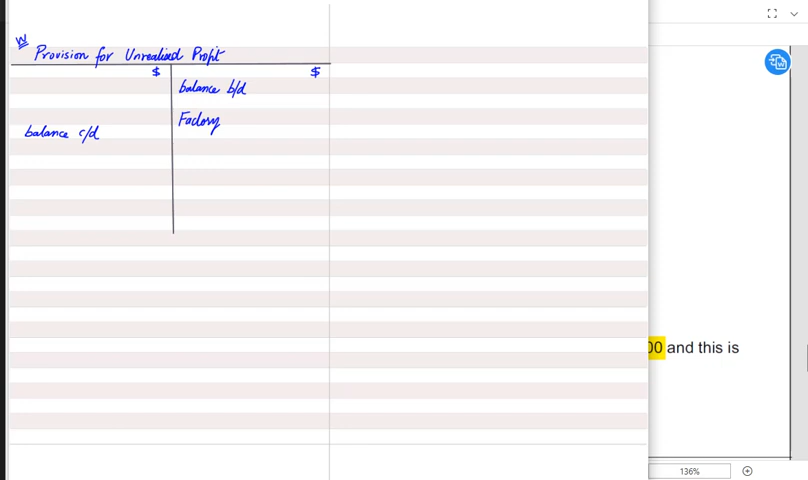 W
Provision for Unrealised Profit
$ $
balance b/d
Factory
balance c/d
00 and this is
136%